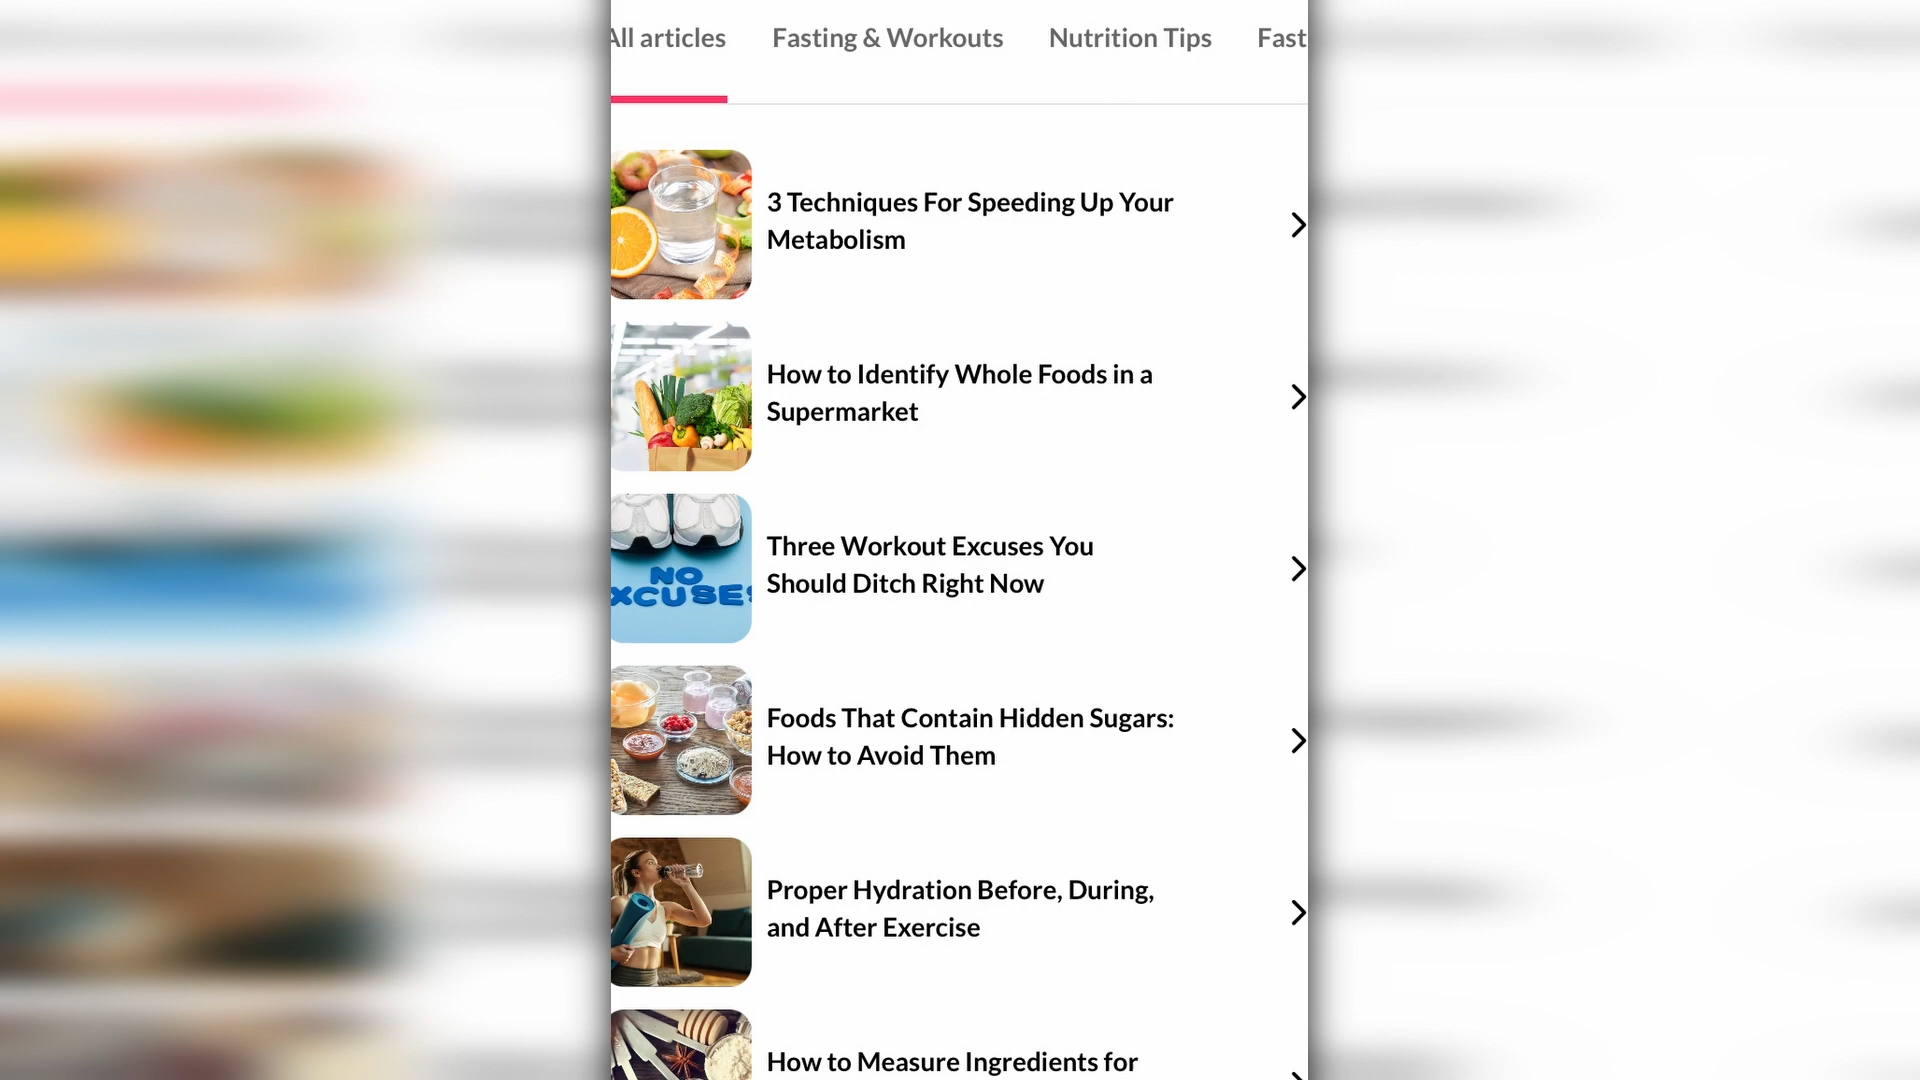 All articles Fasting & Workouts Nutrition Tips Fast
3 Techniques For Speeding Up Your
Metabolism
How to Identify Whole Foods in a
Supermarket
NO
XCUSES
Three Workout Excuses You
Should Ditch Right Now
Foods That Contain Hidden Sugars:
How to Avoid Them
Proper Hydration Before, During,
and After Exercise
How to Measure Ingredients for